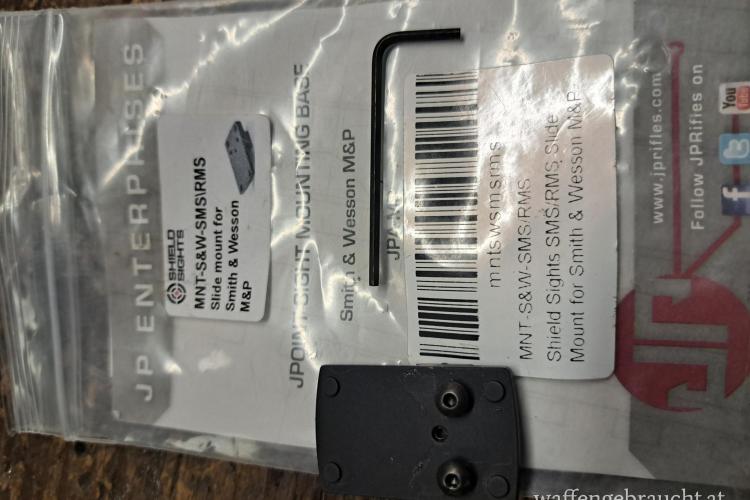 JP ENTERPRISES
SHIELD
SIGHTS
MNT-S&W-SMS\RMS
Slide mount for
Smith & Wesson
M&P
JPOINT SIGHT MOUNTING BASE
Smith & Wesson M&P
mntswsmsrms
MNT-S&W-SMS/RMS
Shield Sights SMS/RMS Slide
Mount for Smith & Wesson M&P
www.jprifles.com
Follow JPRifles on
f
You
waffengebraucht.at